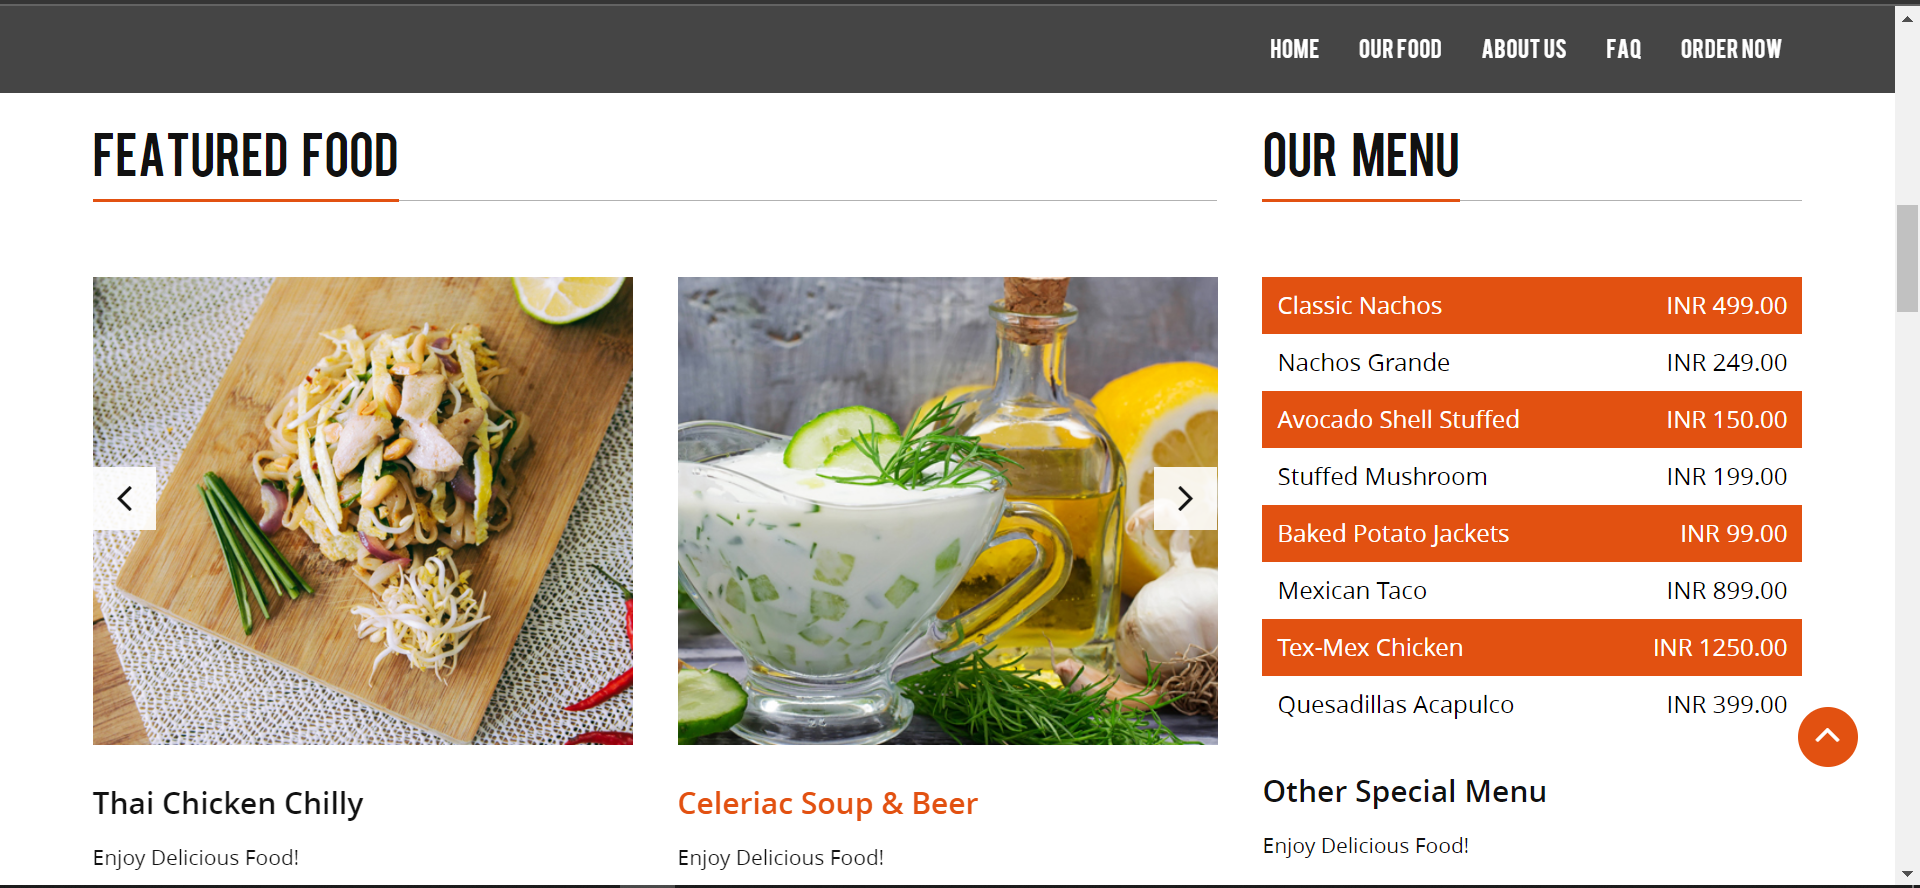 HOME OUR FOOD ABOUT US FAQ ORDER NOW
FEATURED FOOD
Thai Chicken Chilly
Enjoy Delicious Food!
Celeriac Soup & Beer
Enjoy Delicious Food!
OUR MENU
Classic Nachos INR 499.00
Nachos Grande INR 249.00
Avocado Shell Stuffed INR 150.00
Stuffed Mushroom INR 199.00
Baked Potato Jackets INR 99.00
Mexican Taco INR 899.00
Tex-Mex Chicken INR 1250.00
Quesadillas Acapulco INR 399.00
Other Special Menu
Enjoy Delicious Food!